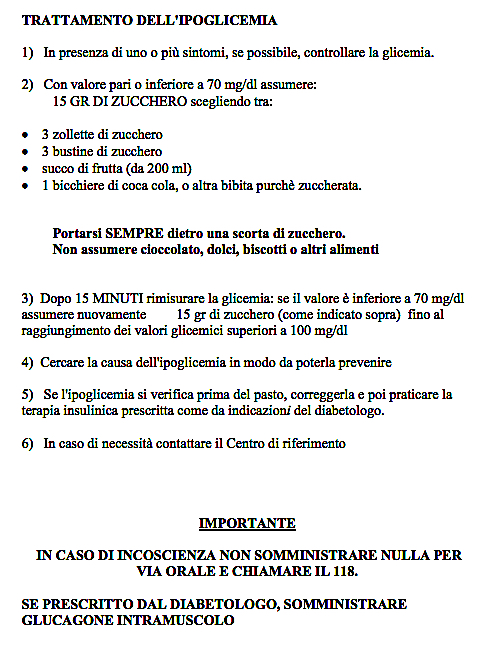 TRATTAMENTO DELL'IPOGLICEMIA
1) In presenza di uno o più sintomi, se possibile, controllare la glicemia.
2) Con valore pari o inferiore a 70 mg/dl assumere:
15 GR DI ZUCCHERO scegliendo tra:
• 3 zollette di zucchero
• 3 bustine di zucchero
• succo di frutta (da 200 ml)
• 1 bicchiere di coca cola, o altra bibita purchè zuccherata.
Portarsi SEMPRE dietro una scorta di zucchero.
Non assumere cioccolato, dolci, biscotti o altri alimenti
3) Dopo 15 MINUTI rimisurare la glicemia: se il valore è inferiore a 70 mg/dl
assumere nuovamente 15 gr di zucchero (come indicato sopra) fino al
raggiungimento dei valori glicemici superiori a 100 mg/dl
4) Cercare la causa dell'ipoglicemia in modo da poterla prevenire
5) Se l'ipoglicemia si verifica prima del pasto, correggerla e poi praticare la
terapia insulinica prescritta come da indicazioni del diabetologo.
6) In caso di necessità contattare il Centro di riferimento
IMPORTANTE
IN CASO DI INCOSCIENZA NON SOMMINISTRARE NULLA PER
VIA ORALE E CHIAMARE IL 118.
SE PRESCRITTO DAL DIABETOLOGO, SOMMINISTRARE
GLUCAGONE INTRAMUSCOLO